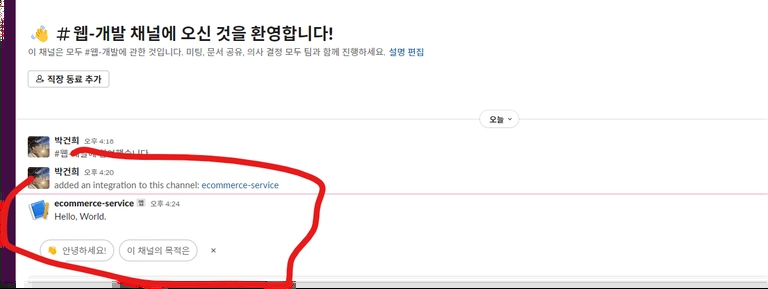 👋 #웹-개발 채널에 오신 것을 환영합니다!
이 채널은 모두 #웹-개발에 관한 것입니다. 미팅, 문서 공유, 의사 결정 모두 팀과 함께 진행하세요. 설명 편집
직장 동료 추가
오늘
박건희 오후 4:18
#웹
박건희 오후 4:20
added an integration to this channel: ecommerce-service
ecommerce-service 앱 오후 4:24
Hello, World.
👋 안녕하세요! 이 채널의 목적은 ×